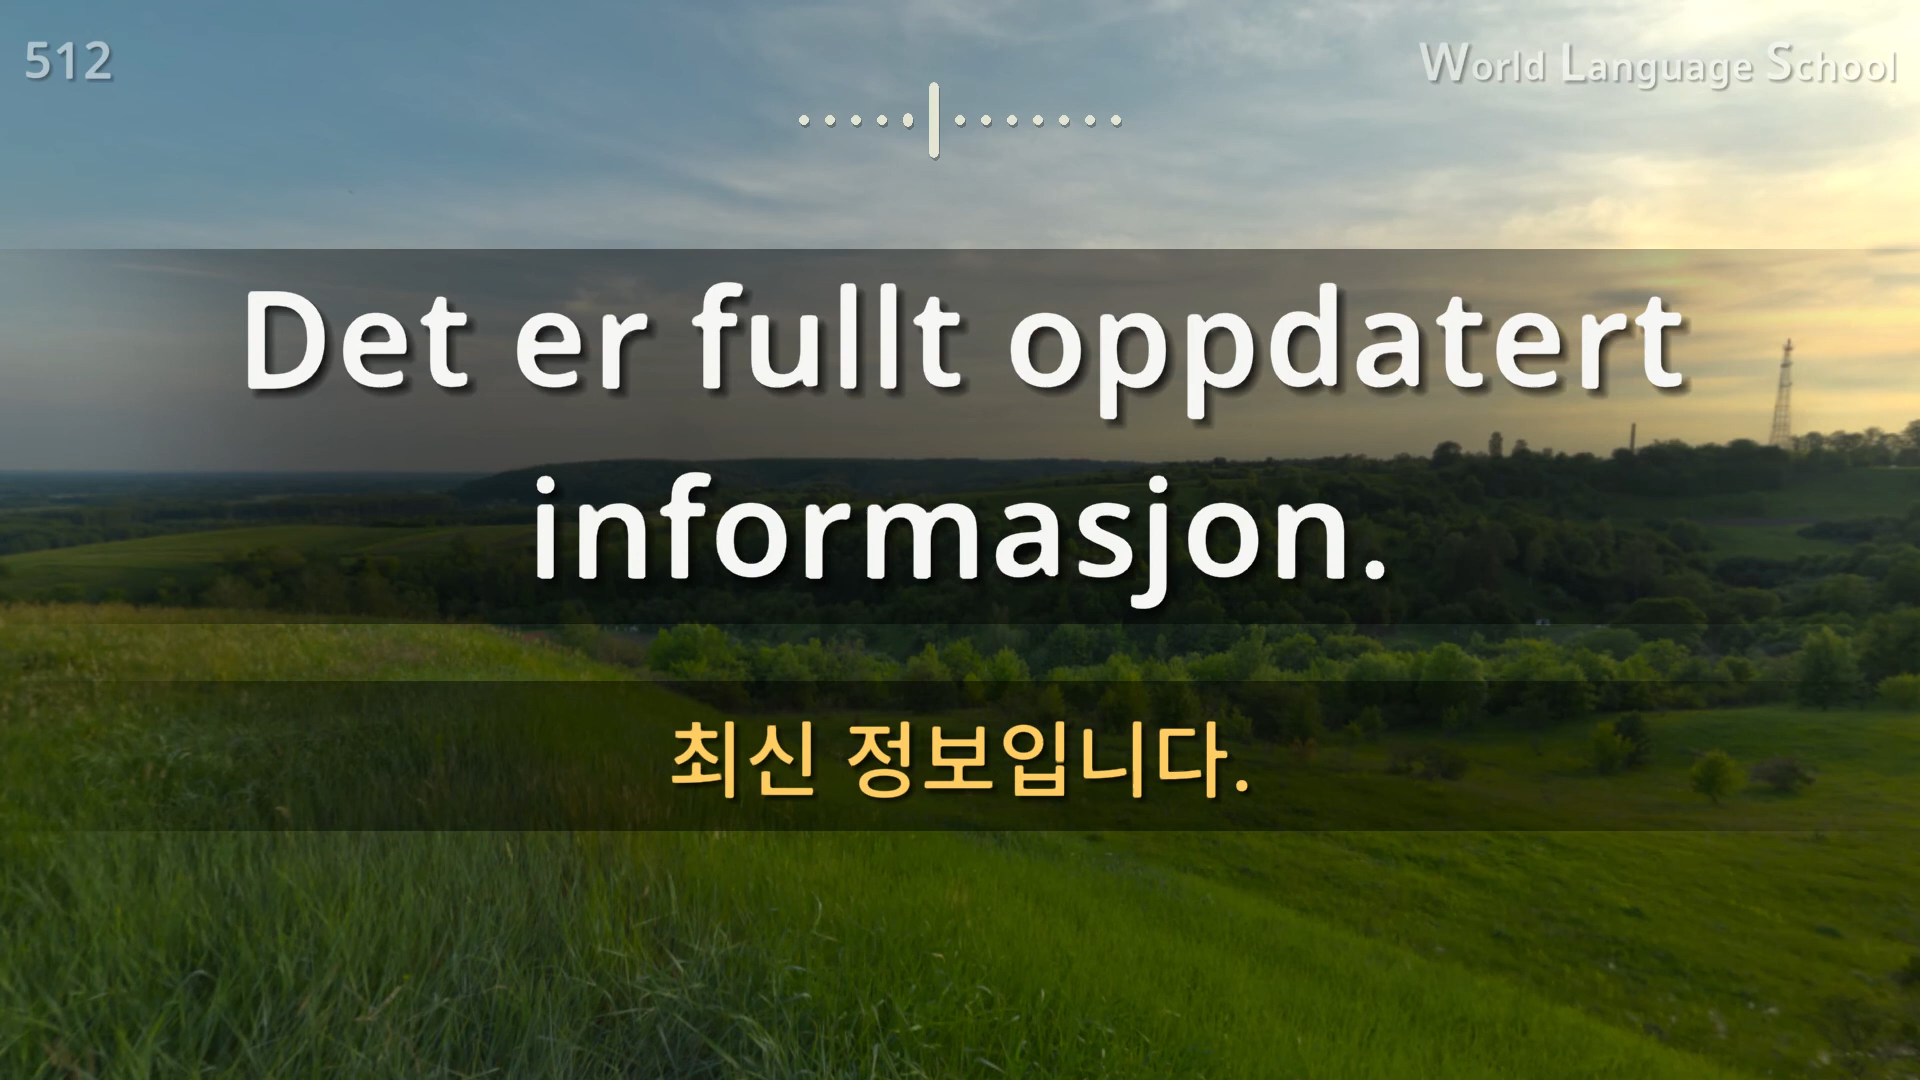 512
World Language School
Det er fullt oppdatert
informasjon.
최신 정보입니다.